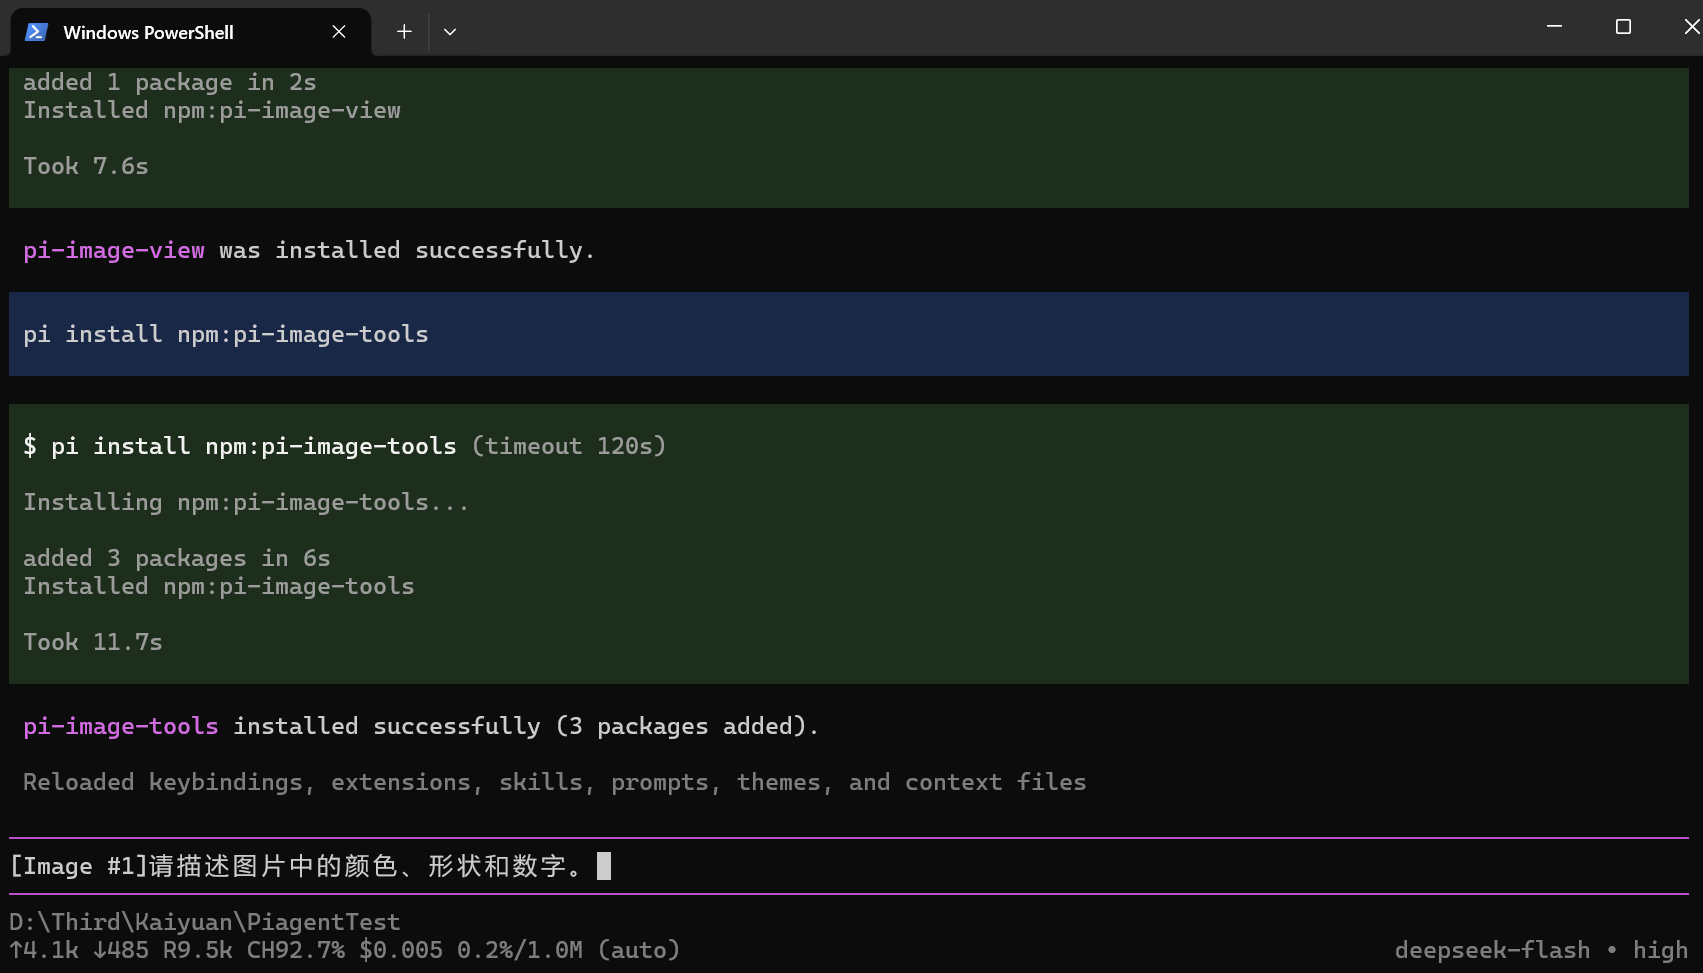 Windows PowerShell
added 1 package in 2s
Installed npm:pi-image-view
Took 7.6s
pi-image-view was installed successfully.
pi install npm:pi-image-tools
$ pi install npm:pi-image-tools (timeout 120s)
Installing npm:pi-image-tools...
added 3 packages in 6s
Installed npm:pi-image-tools
Took 11.7s
pi-image-tools installed successfully (3 packages added).
Reloaded keybindings, extensions, skills, prompts, themes, and context files
[Image #1]请描述图片中的颜色、形状和数字。
D:\Third\Kaiyuan\PiagentTest
↑4.1k ↓485 R9.5k CH92.7% $0.005 0.2%/1.0M (auto) deepseek-flash • high